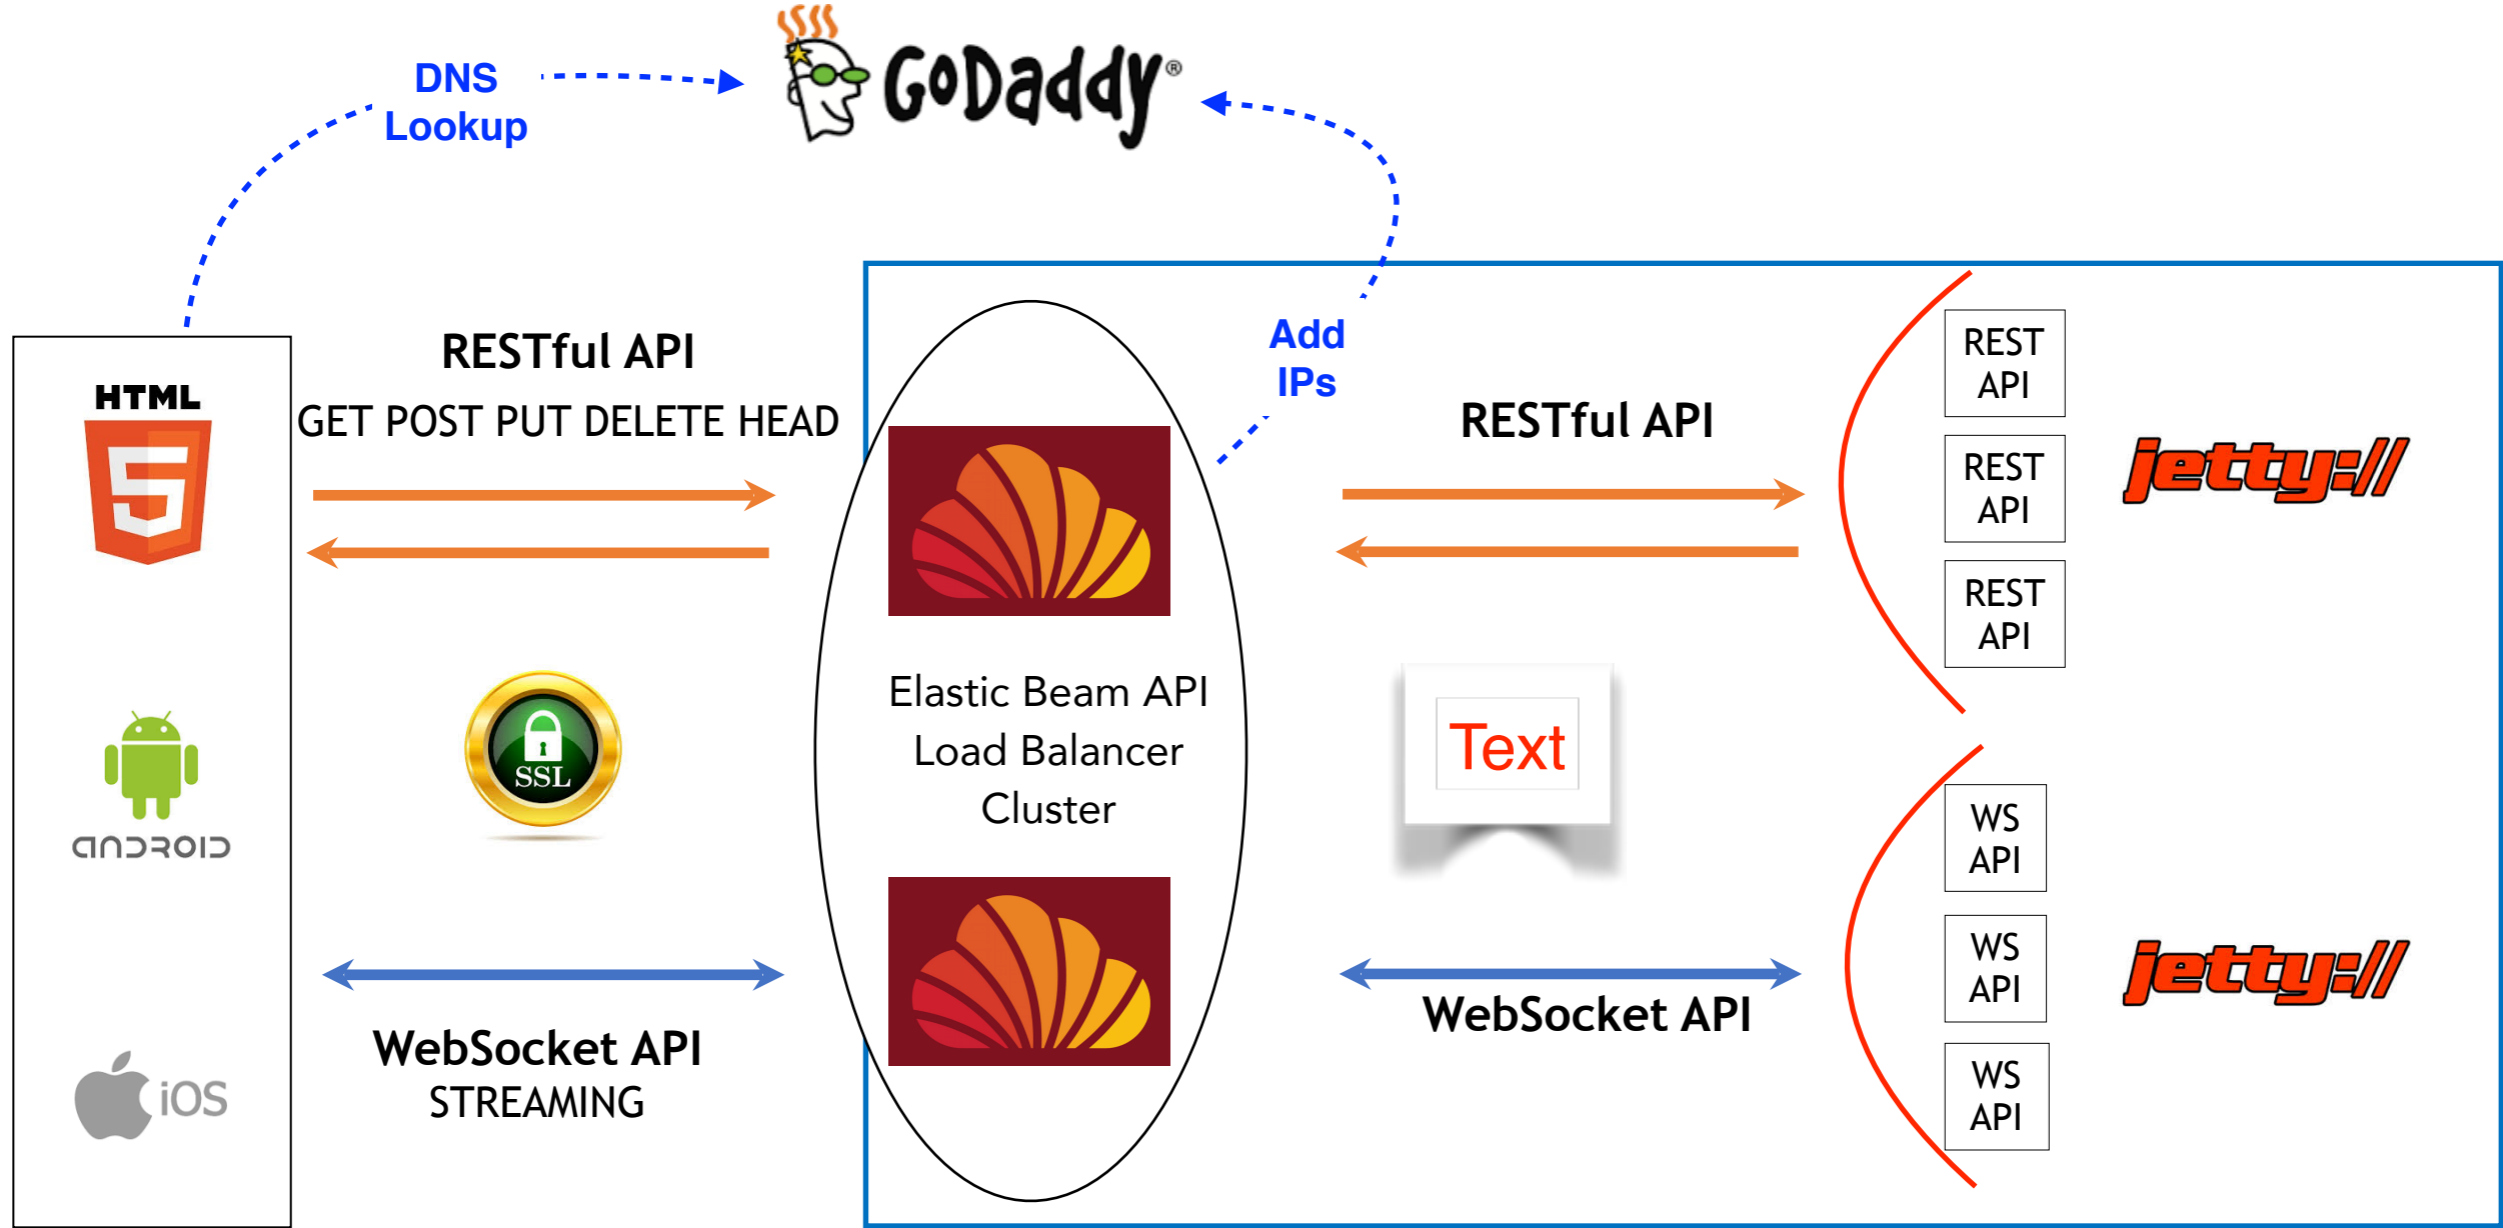 GoDaddy®
DNS
Lookup
Add
IPs
HTML
5
ANDROID
iOS
RESTful API
GET POST PUT DELETE HEAD
SSL
WebSocket API
STREAMING
Elastic Beam API
Load Balancer
Cluster
RESTful API
Text
WebSocket API
REST
API
REST
API
REST
API
jetty://
WS
API
WS
API
WS
API
jetty://